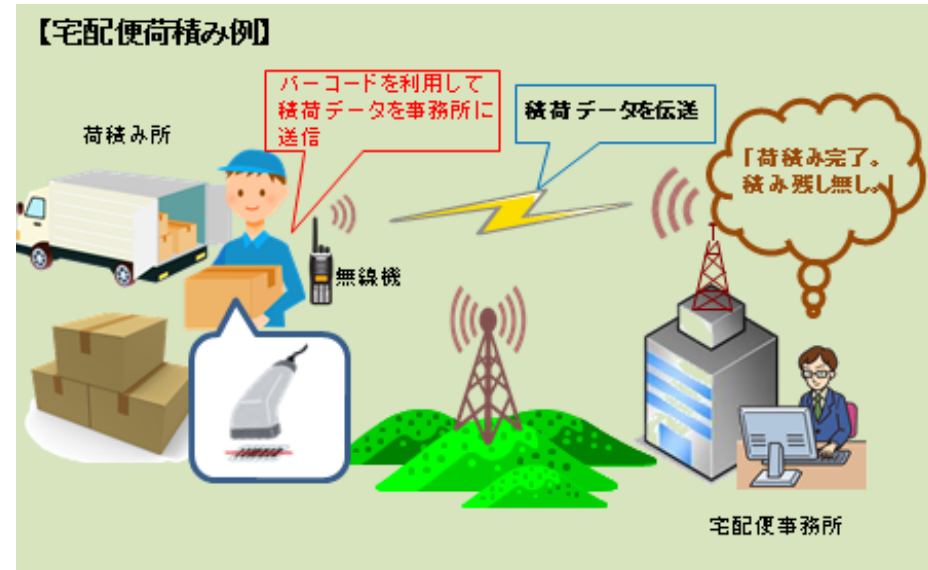 【宅配便荷積み例】
バーコードを利用して
積荷データを事務所に
送信
積荷データを伝送
「荷積み完了。
積み残し無し。」
荷積み所
無線機
宅配便事務所